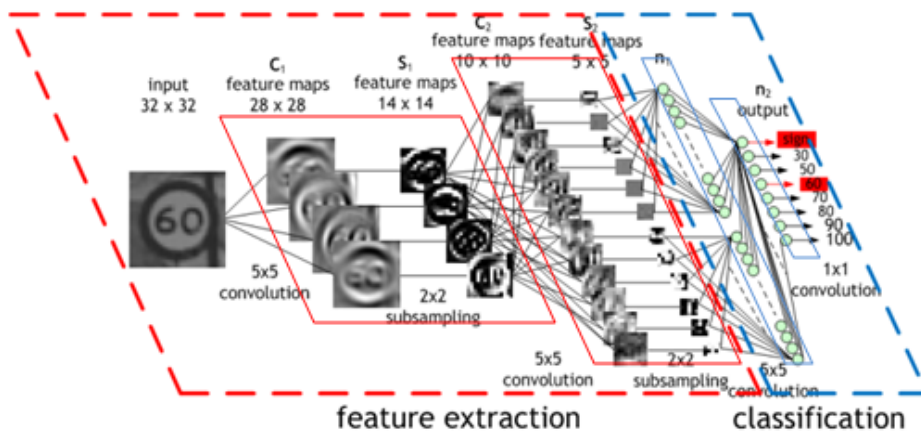 input
32 x 32
C1
feature maps
28 x 28
S1
feature maps
14 x 14
C2
feature maps
10 x 10
S2
feature maps
5 x 5
n1
n2
output
60
sign
30
50
60
70
80
90
100
5x5
convolution
2x2
subsampling
5x5
convolution
2x2
subsampling
5x5
convolution
1x1
convolution
feature extraction
classification